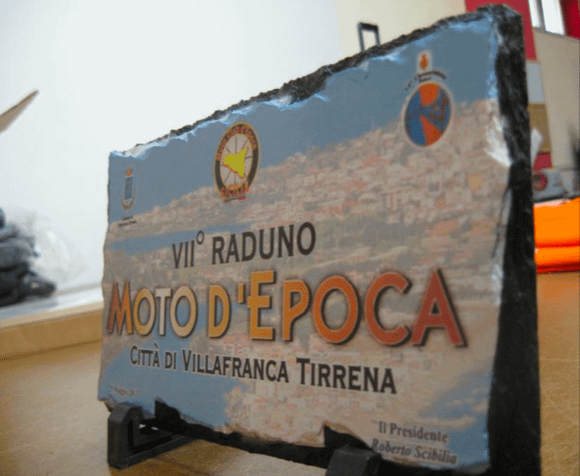 VII° RADUNO
MOTO D'EPOCA
CITTÀ DI VILLAFRANCA TIRRENA
Il Presidente
Roberto Scibilia